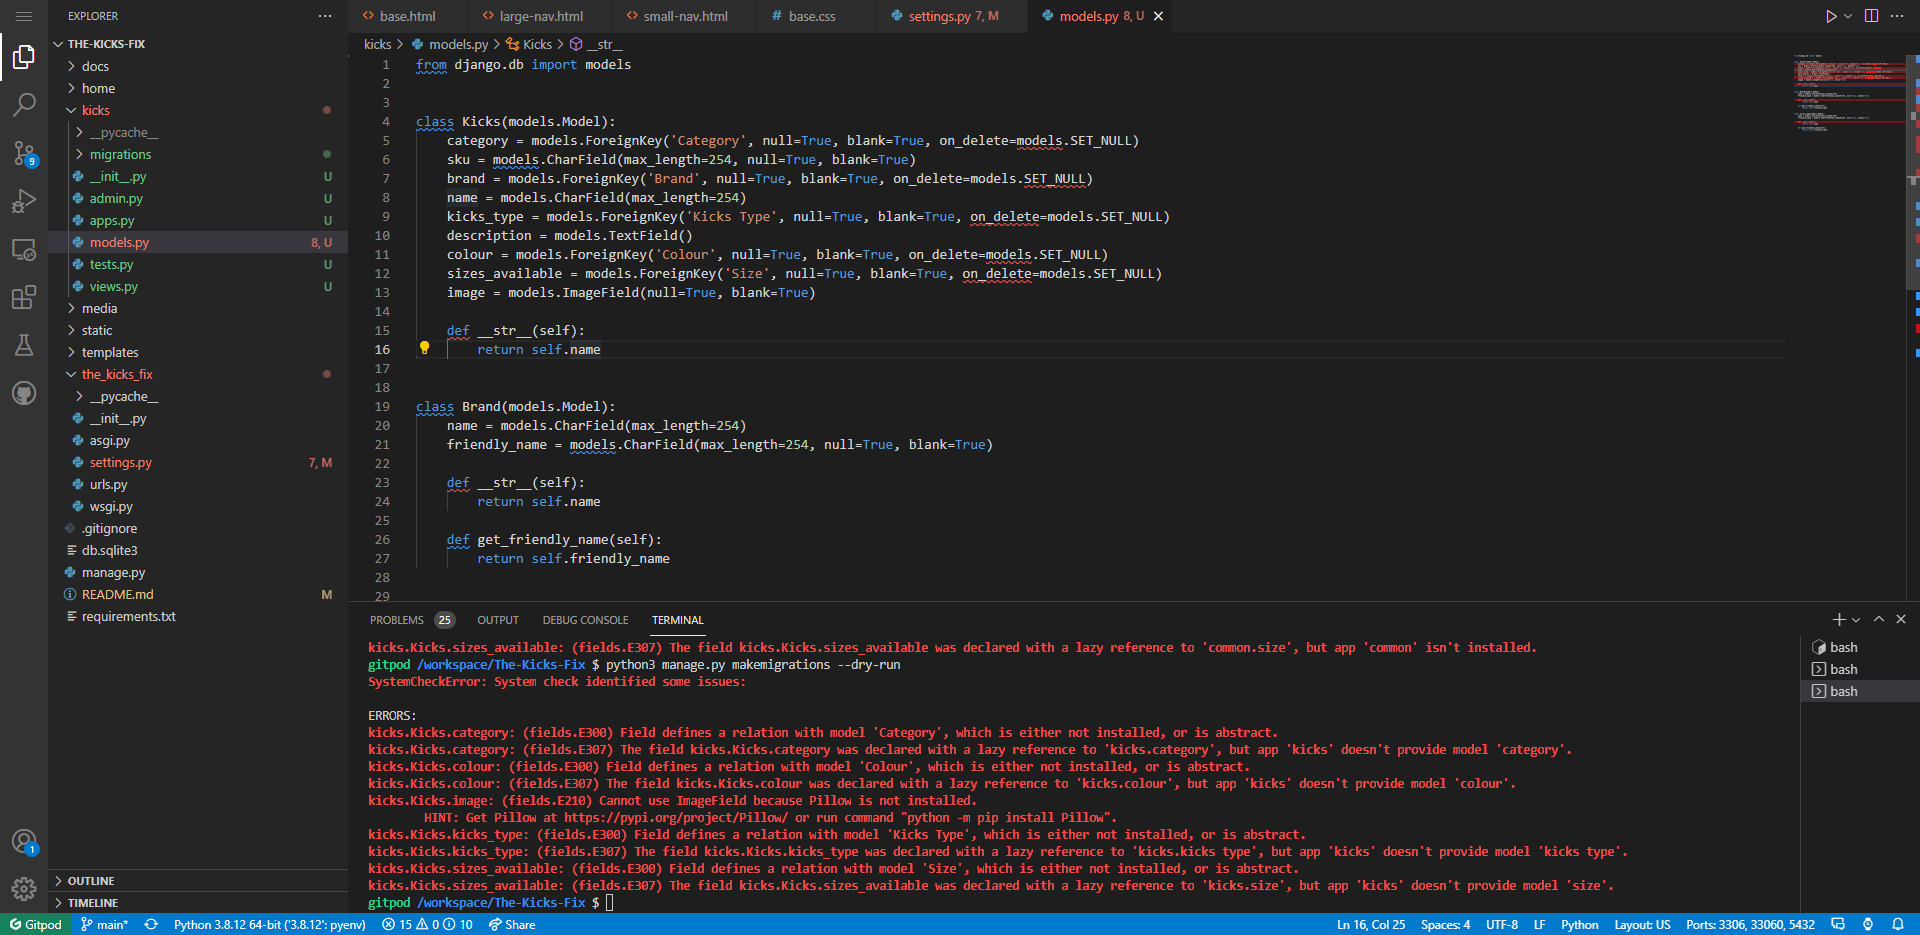 EXPLORER
base.html
large-nav.html
small-nav.html
# base.css
settings.py 7, M
models.py 8, U
THE-KICKS-FIX
docs
home
kicks
__pycache__
migrations
__init__.py U
admin.py U
apps.py U
models.py 8, U
tests.py U
views.py U
media
static
templates
the_kicks_fix
__pycache__
__init__.py
asgi.py
settings.py 7, M
urls.py
wsgi.py
.gitignore
db.sqlite3
manage.py
README.md M
requirements.txt
OUTLINE
TIMELINE
9
1
kicks > models.py > Kicks > __str__
1 from django.db import models
2
3
4 class Kicks(models.Model):
5 category = models.ForeignKey('Category', null=True, blank=True, on_delete=models.SET_NULL)
6 sku = models.CharField(max_length=254, null=True, blank=True)
7 brand = models.ForeignKey('Brand', null=True, blank=True, on_delete=models.SET_NULL)
8 name = models.CharField(max_length=254)
9 kicks_type = models.ForeignKey('Kicks Type', null=True, blank=True, on_delete=models.SET_NULL)
10 description = models.TextField()
11 colour = models.ForeignKey('Colour', null=True, blank=True, on_delete=models.SET_NULL)
12 sizes_available = models.ForeignKey('Size', null=True, blank=True, on_delete=models.SET_NULL)
13 image = models.ImageField(null=True, blank=True)
14
15 def __str__(self):
16 return self.name
17
18
19 class Brand(models.Model):
20 name = models.CharField(max_length=254)
21 friendly_name = models.CharField(max_length=254, null=True, blank=True)
22
23 def __str__(self):
24 return self.name
25
26 def get_friendly_name(self):
27 return self.friendly_name
28
29
PROBLEMS 25 OUTPUT DEBUG CONSOLE TERMINAL
kicks.Kicks.sizes_available: (fields.E307) The field kicks.Kicks.sizes_available was declared with a lazy reference to 'common.size', but app 'common' isn't installed.
gitpod /workspace/The-Kicks-Fix $ python3 manage.py makemigrations --dry-run
SystemCheckError: System check identified some issues:
ERRORS:
kicks.Kicks.category: (fields.E300) Field defines a relation with model 'Category', which is either not installed, or is abstract.
kicks.Kicks.category: (fields.E307) The field kicks.Kicks.category was declared with a lazy reference to 'kicks.category', but app 'kicks' doesn't provide model 'category'.
kicks.Kicks.colour: (fields.E300) Field defines a relation with model 'Colour', which is either not installed, or is abstract.
kicks.Kicks.colour: (fields.E307) The field kicks.Kicks.colour was declared with a lazy reference to 'kicks.colour', but app 'kicks' doesn't provide model 'colour'.
kicks.Kicks.image: (fields.E210) Cannot use ImageField because Pillow is not installed.
HINT: Get Pillow at https://pypi.org/project/Pillow/ or run command "python -m pip install Pillow".
kicks.Kicks.kicks_type: (fields.E300) Field defines a relation with model 'Kicks Type', which is either not installed, or is abstract.
kicks.Kicks.kicks_type: (fields.E307) The field kicks.Kicks.kicks_type was declared with a lazy reference to 'kicks.kicks type', but app 'kicks' doesn't provide model 'kicks type'.
kicks.Kicks.sizes_available: (fields.E300) Field defines a relation with model 'Size', which is either not installed, or is abstract.
kicks.Kicks.sizes_available: (fields.E307) The field kicks.Kicks.sizes_available was declared with a lazy reference to 'kicks.size', but app 'kicks' doesn't provide model 'size'.
gitpod /workspace/The-Kicks-Fix $
bash
bash
bash
Gitpod main* Python 3.8.12 64-bit ('3.8.12': pyenv) 15 0 10 Share Ln 16, Col 25 Spaces: 4 UTF-8 LF Python Layout: US Ports: 3306, 33060, 5432